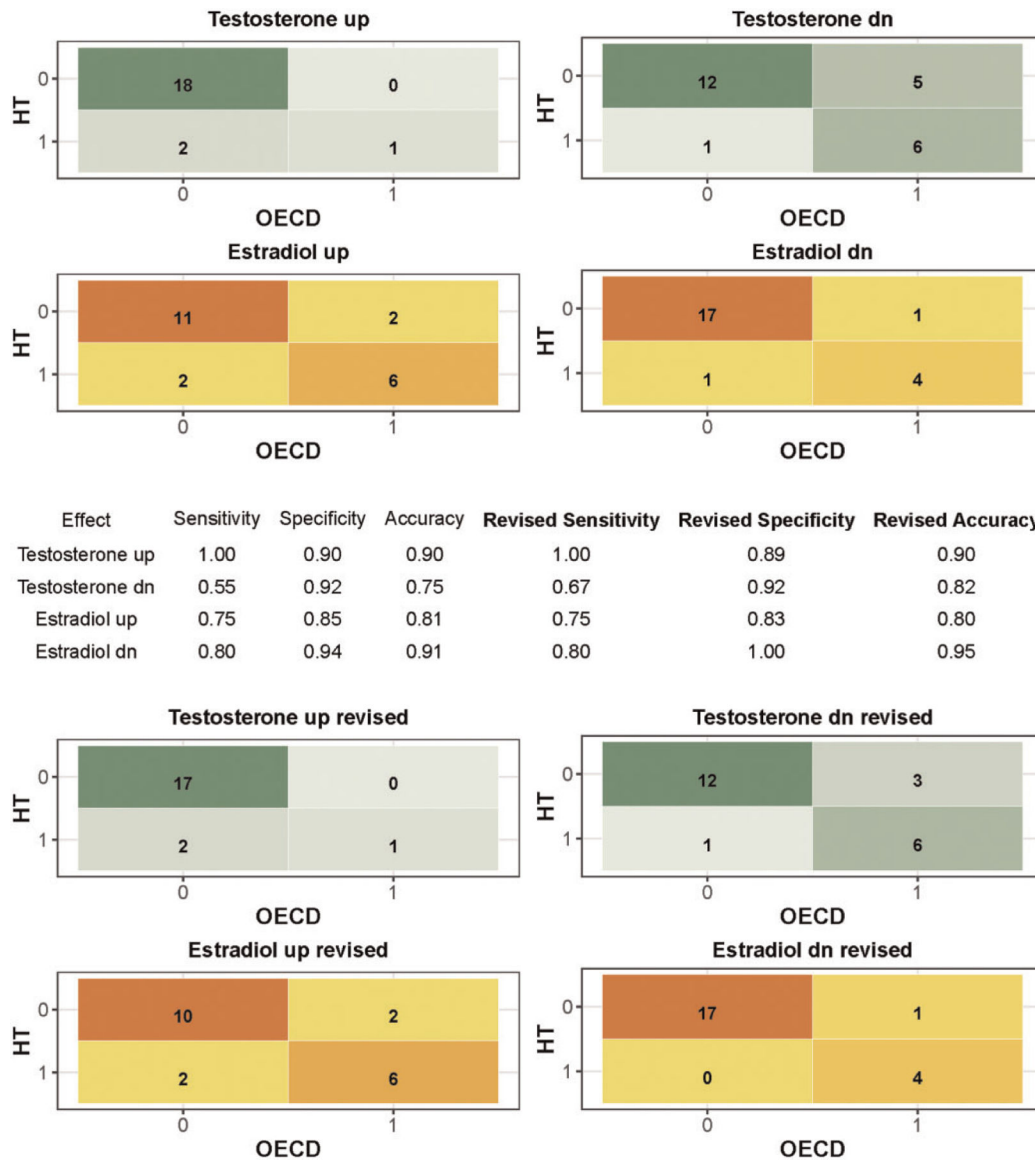 Testosterone up
Testosterone dn
HT
0
18
0
1
2
1
0
1
OECD
HT
0
12
5
1
1
6
0
1
OECD
Estradiol up
Estradiol dn
HT
0
11
2
1
2
6
0
1
OECD
HT
0
17
1
1
1
4
0
1
OECD
Effect Sensitivity Specificity Accuracy Revised Sensitivity Revised Specificity Revised Accuracy
Testosterone up 1.00 0.90 0.90 1.00 0.89 0.90
Testosterone dn 0.55 0.92 0.75 0.67 0.92 0.82
Estradiol up 0.75 0.85 0.81 0.75 0.83 0.80
Estradiol dn 0.80 0.94 0.91 0.80 1.00 0.95
Testosterone up revised
Testosterone dn revised
HT
0
17
0
1
2
1
0
1
OECD
HT
0
12
3
1
1
6
0
1
OECD
Estradiol up revised
Estradiol dn revised
HT
0
10
2
1
2
6
0
1
OECD
HT
0
17
1
1
0
4
0
1
OECD